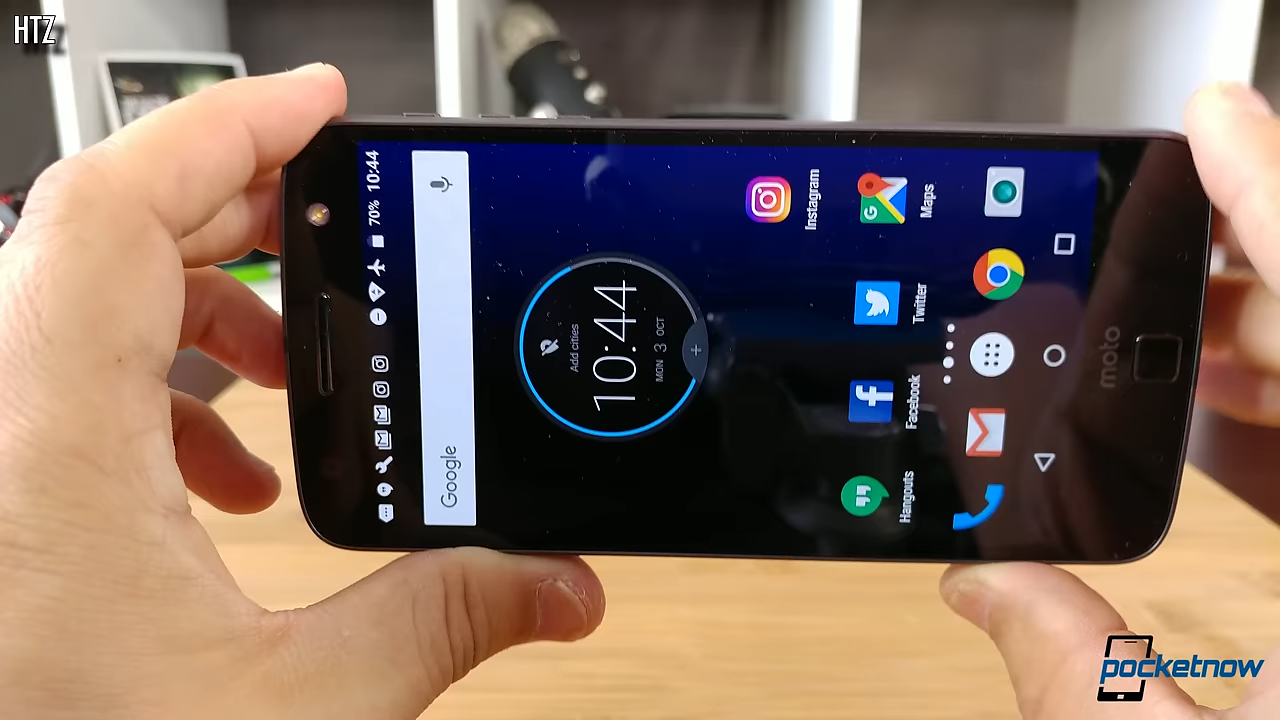 HTZ
70% 10:44
Google
Add cities
10:44
MON 3 OCT
Instagram
Maps
Twitter
Facebook
Hangouts
moto
pocketnow